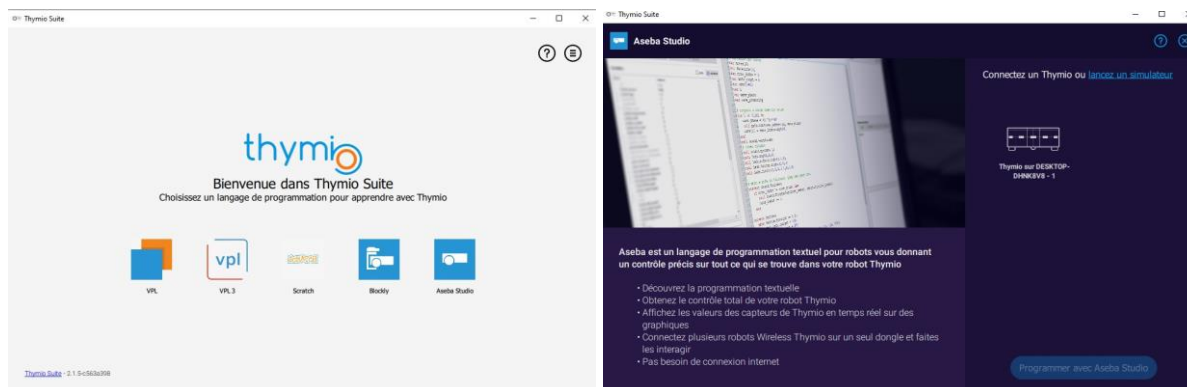 Thymio Suite
thymio
Bienvenue dans Thymio Suite
Choisissez un langage de programmation pour apprendre avec Thymio
vpl
VPL
VPL 3
Scratch
Blockly
Aseba Studio
Thymio Suite - 2.1.5-c563a398
Thymio Suite
Aseba Studio
Aseba est un langage de programmation textuel pour robots vous donnant
un contrôle précis sur tout ce qui se trouve dans votre robot Thymio
• Découvrez la programmation textuelle
• Obtenez le contrôle total de votre robot Thymio
• Affichez les valeurs des capteurs de Thymio en temps réel sur des
graphiques
• Connectez plusieurs robots Wireless Thymio sur un seul dongle et faites
les interagir
• Pas besoin de connexion internet
Connectez un Thymio ou lancez un simulateur
Thymio sur DESKTOP-
DHNK8V8 - 1
Programmer avec Aseba Studio